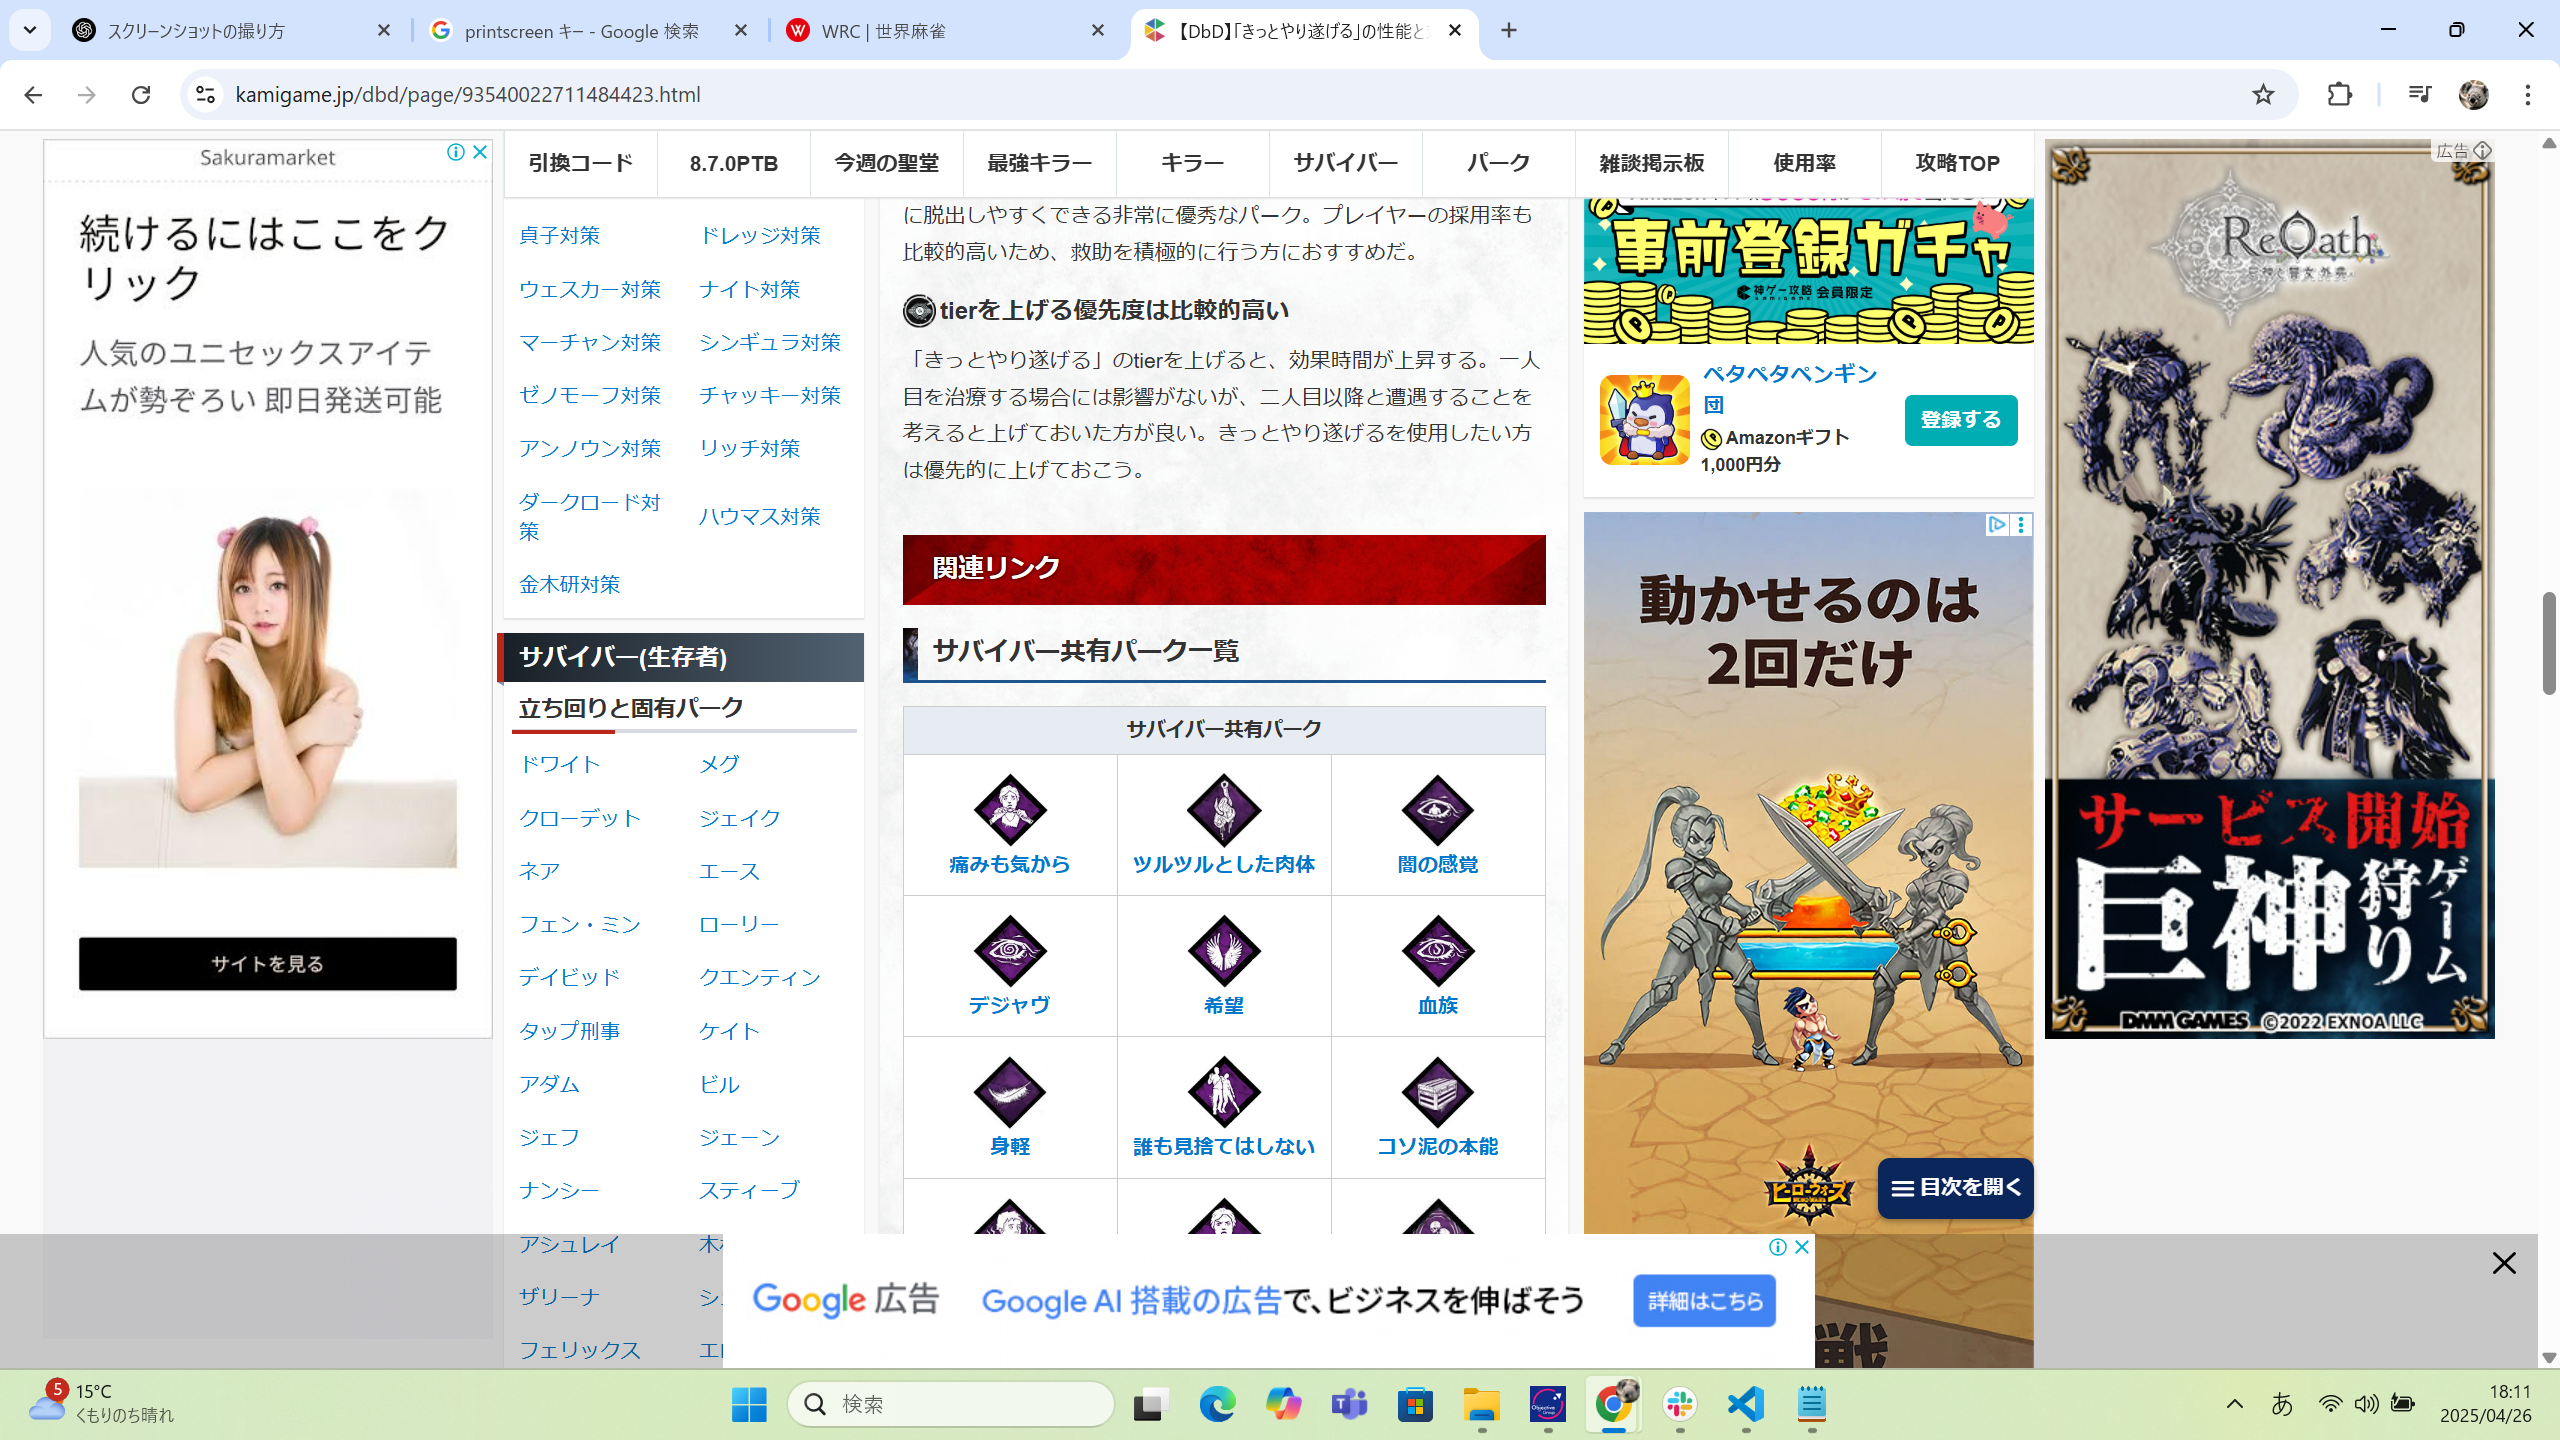 スクリーンショットの撮り方
printscreen キー - Google 検索
WRC | 世界麻雀
【DbD】「きっとやり遂げる」の性能と
kamigame.jp/dbd/page/93540022711484423.html
Sakuramarket
続けるにはここをク
リック
人気のユニセックスアイテ
ムが勢ぞろい 即日発送可能
サイトを見る
引換コード
8.7.0PTB
今週の聖堂
最強キラー
キラー
サバイバー
パーク
雑談掲示板
使用率
攻略TOP
貞子対策
ドレッジ対策
ウェスカー対策
ナイト対策
マーチャン対策
シンギュラ対策
ゼノモーフ対策
チャッキー対策
アンノウン対策
リッチ対策
ダークロード対
策
ハウマス対策
金木研対策
サバイバー(生存者)
立ち回りと固有パーク
ドワイト
メグ
クローデット
ジェイク
ネア
エース
フェン・ミン
ローリー
デイビッド
クエンティン
タップ刑事
ケイト
アダム
ビル
ジェフ
ジェーン
ナンシー
スティーブ
アシュレイ
ザリーナ
フェリックス
に脱出しやすくできる非常に優秀なパーク。プレイヤーの採用率も
比較的高いため、救助を積極的に行う方におすすめだ。
tierを上げる優先度は比較的高い
「きっとやり遂げる」のtierを上げると、効果時間が上昇する。一人
目を治療する場合には影響がないが、二人目以降と遭遇することを
考えると上げておいた方が良い。きっとやり遂げるを使用したい方
は優先的に上げておこう。
関連リンク
サバイバー共有パーク一覧
サバイバー共有パーク
痛みも気から
ツルツルとした肉体
闇の感覚
デジャヴ
希望
血族
身軽
誰も見捨てはしない
コソ泥の本能
事前登録ガチャ
神ゲー攻略 会員限定
ペタペタペンギン
団
Amazonギフト
1,000円分
登録する
動かせるのは
2回だけ
ヒーローウォーズ
戦
目次を開く
広告
ReOath
サービス開始
巨神狩り
ゲーム
DMM GAMES ©2022 EXNOA LLC
Google 広告
Google AI 搭載の広告で、ビジネスを伸ばそう
詳細はこちら
5
15°C
くもりのち晴れ
検索
あ
18:11
2025/04/26